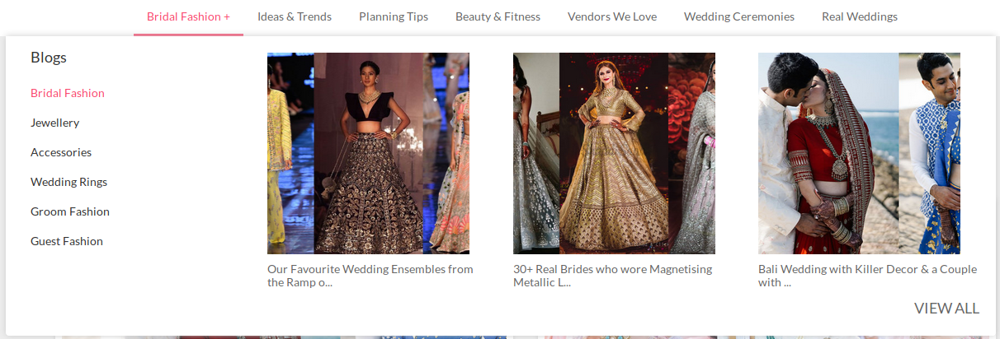 Bridal Fashion +
Ideas & Trends
Planning Tips
Beauty & Fitness
Vendors We Love
Wedding Ceremonies
Real Weddings
Blogs
Bridal Fashion
Jewellery
Accessories
Wedding Rings
Groom Fashion
Guest Fashion
Our Favourite Wedding Ensembles from
the Ramp o...
30+ Real Brides who wore Magnetising
Metallic L...
Bali Wedding with Killer Decor & a Couple
with ...
VIEW ALL